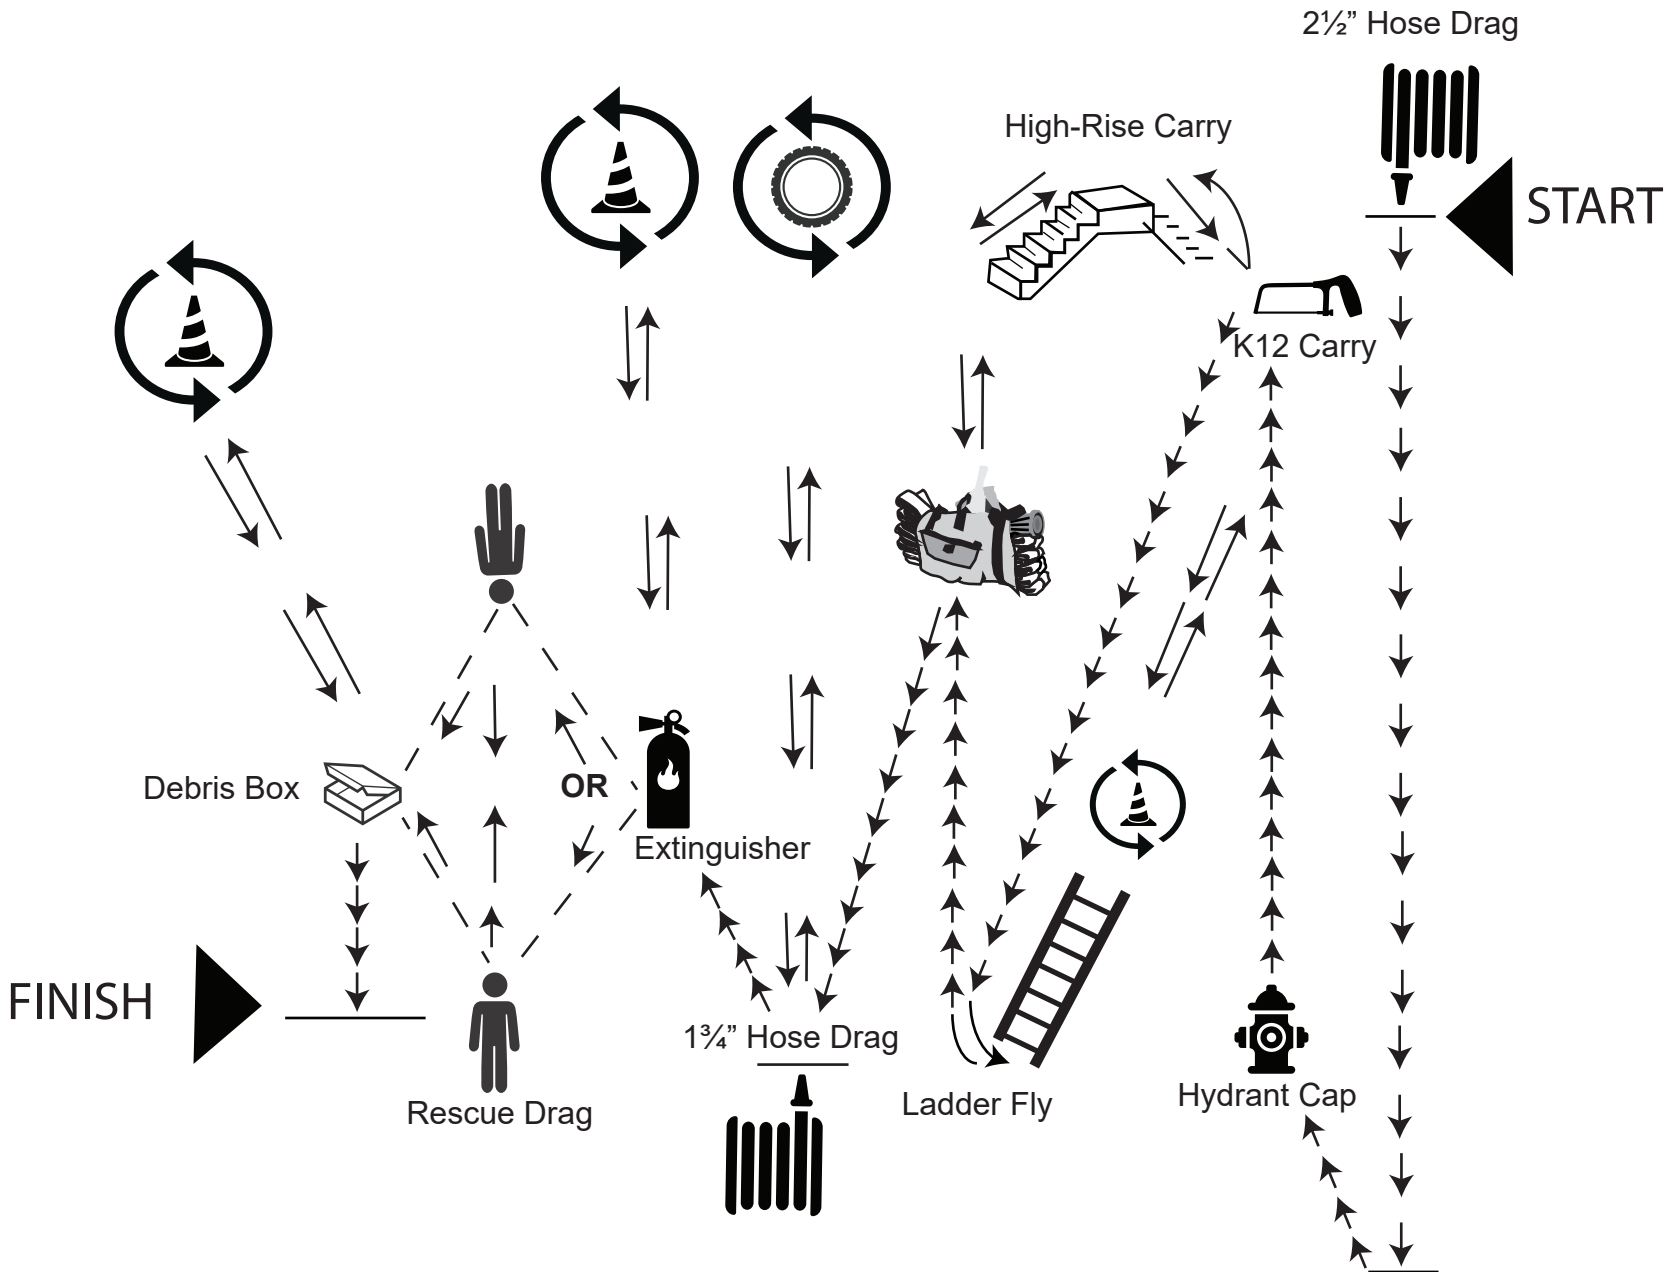 2½” Hose Drag
High-Rise Carry
START
K12 Carry
Debris Box
OR
Extinguisher
FINISH
1¾” Hose Drag
Rescue Drag
Ladder Fly
Hydrant Cap